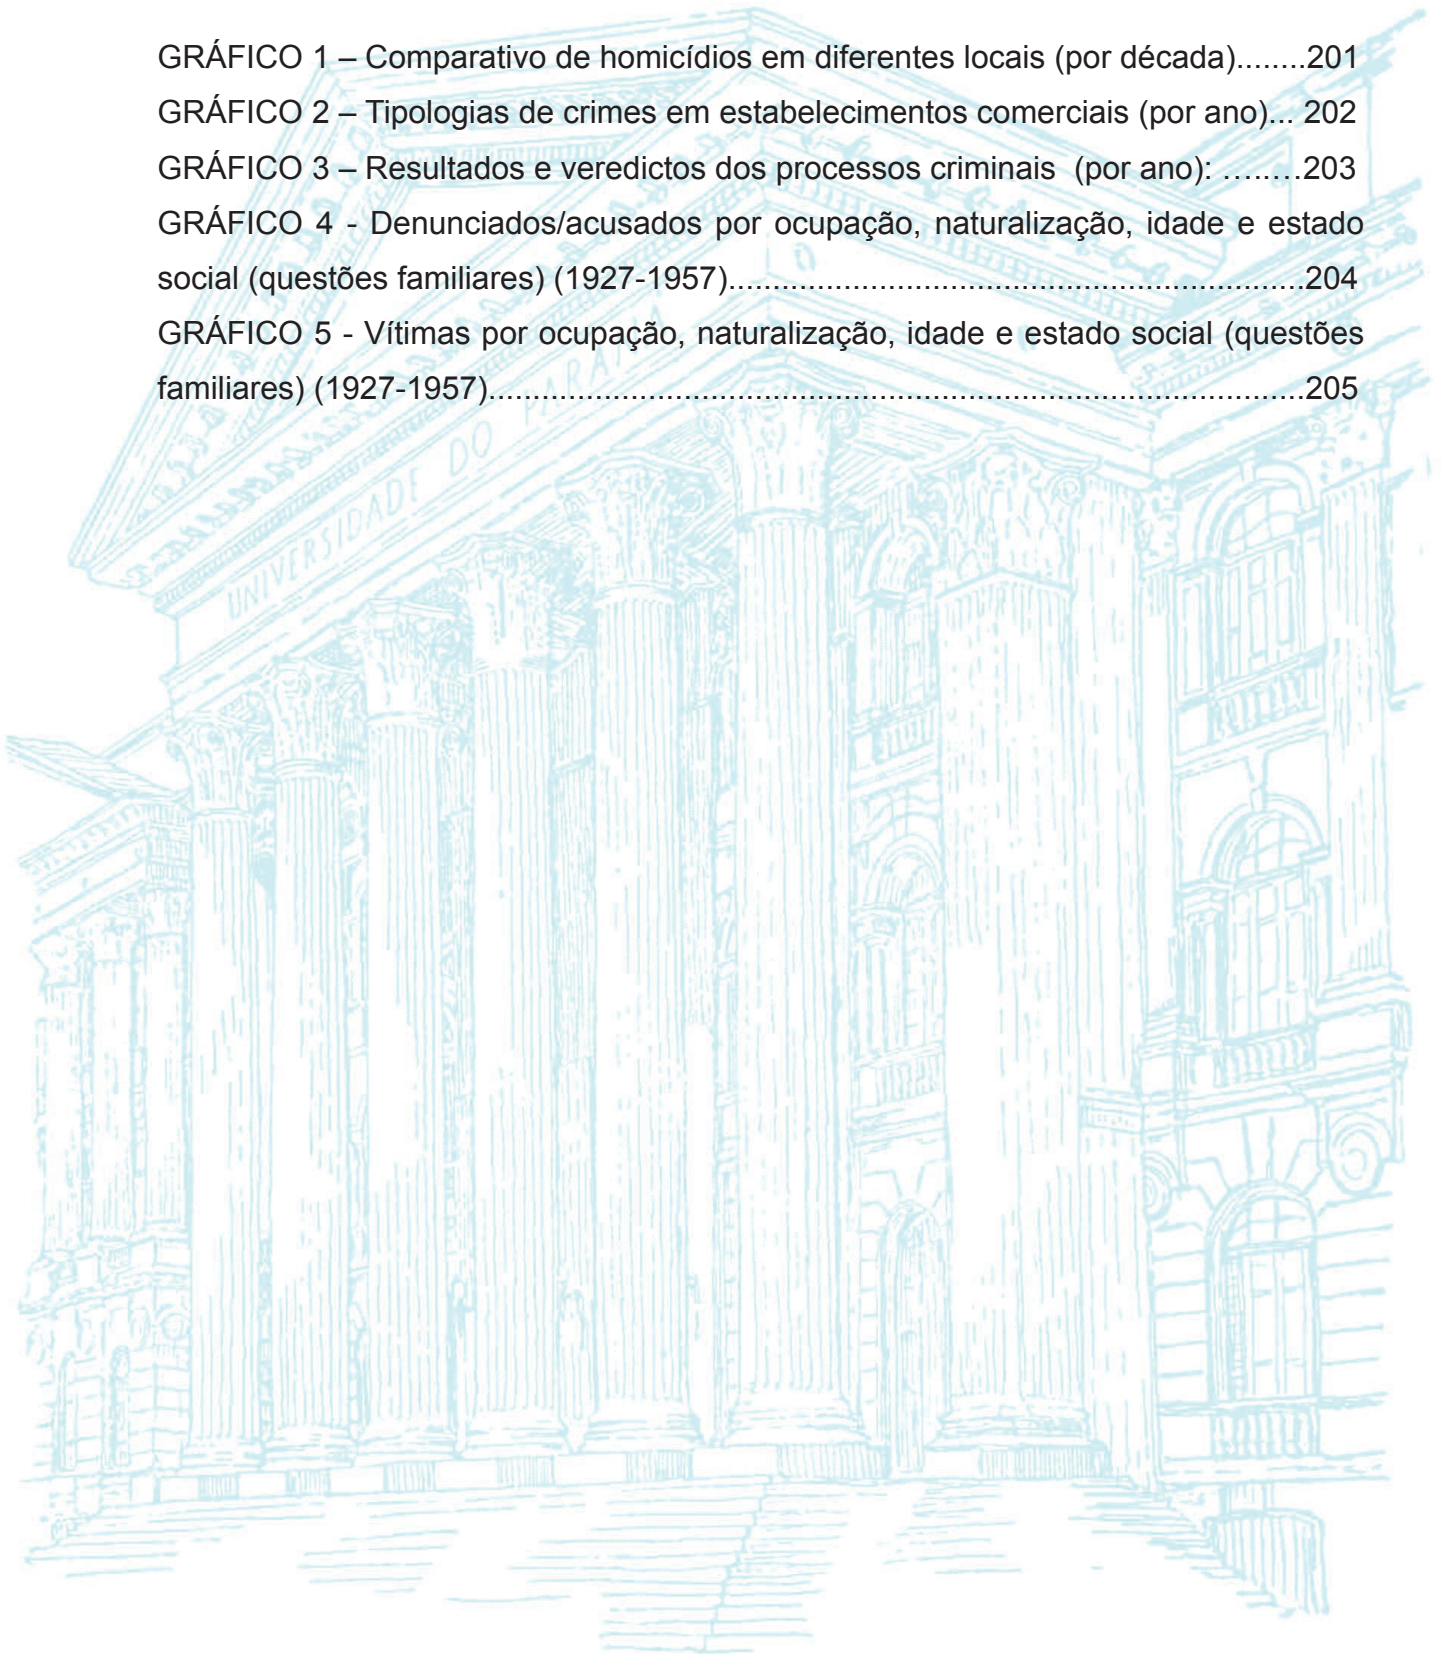 GRÁFICO 1 – Comparativo de homicídios em diferentes locais (por década)........201
GRÁFICO 2 – Tipologias de crimes em estabelecimentos comerciais (por ano)... 202
GRÁFICO 3 – Resultados e veredictos dos processos criminais  (por ano): …..…203
GRÁFICO 4 - Denunciados/acusados por ocupação, naturalização, idade e estado
social (questões familiares) (1927-1957)....................................................................204
GRÁFICO 5 - Vítimas por ocupação, naturalização, idade e estado social (questões
familiares) (1927-1957)................................................................................................205
UNIVERSIDADE DO PARANÁ